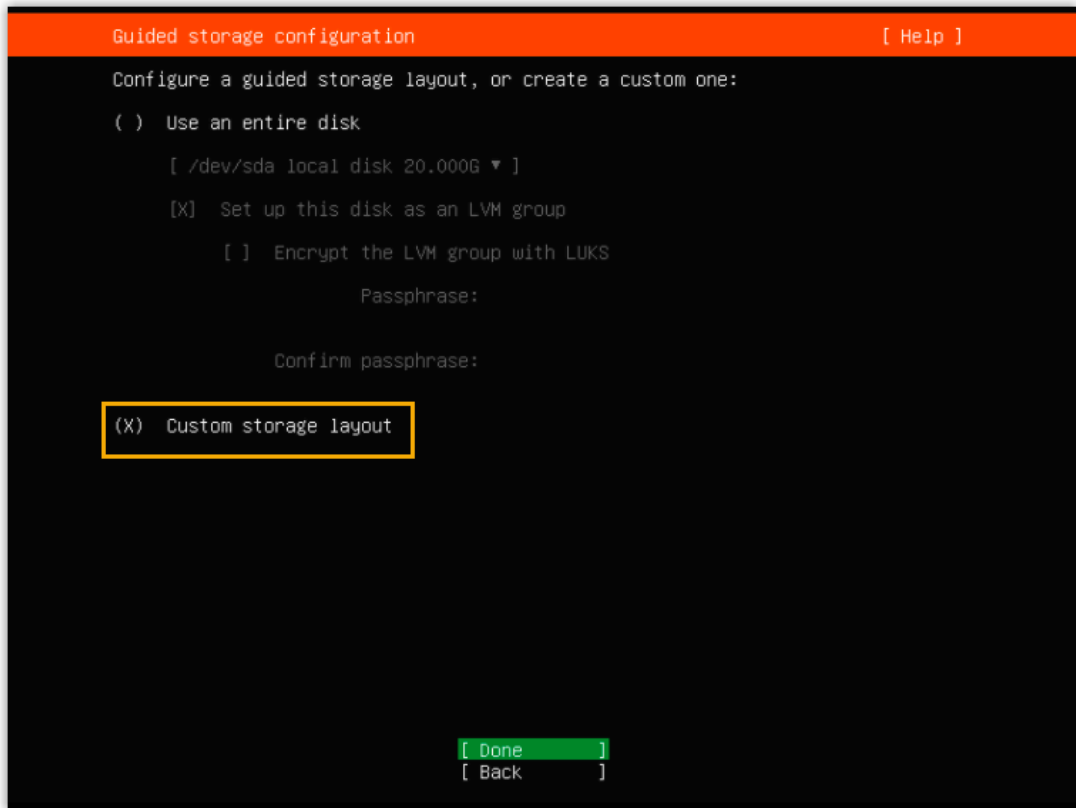 Guided storage configuration [ Help ]
Configure a guided storage layout, or create a custom one:
( ) Use an entire disk
[ /dev/sda local disk 20.000G ▾ ]
[X] Set up this disk as an LVM group
[ ] Encrypt the LVM group with LUKS
Passphrase:
Confirm passphrase:
(X) Custom storage layout
[ Done ]
[ Back ]